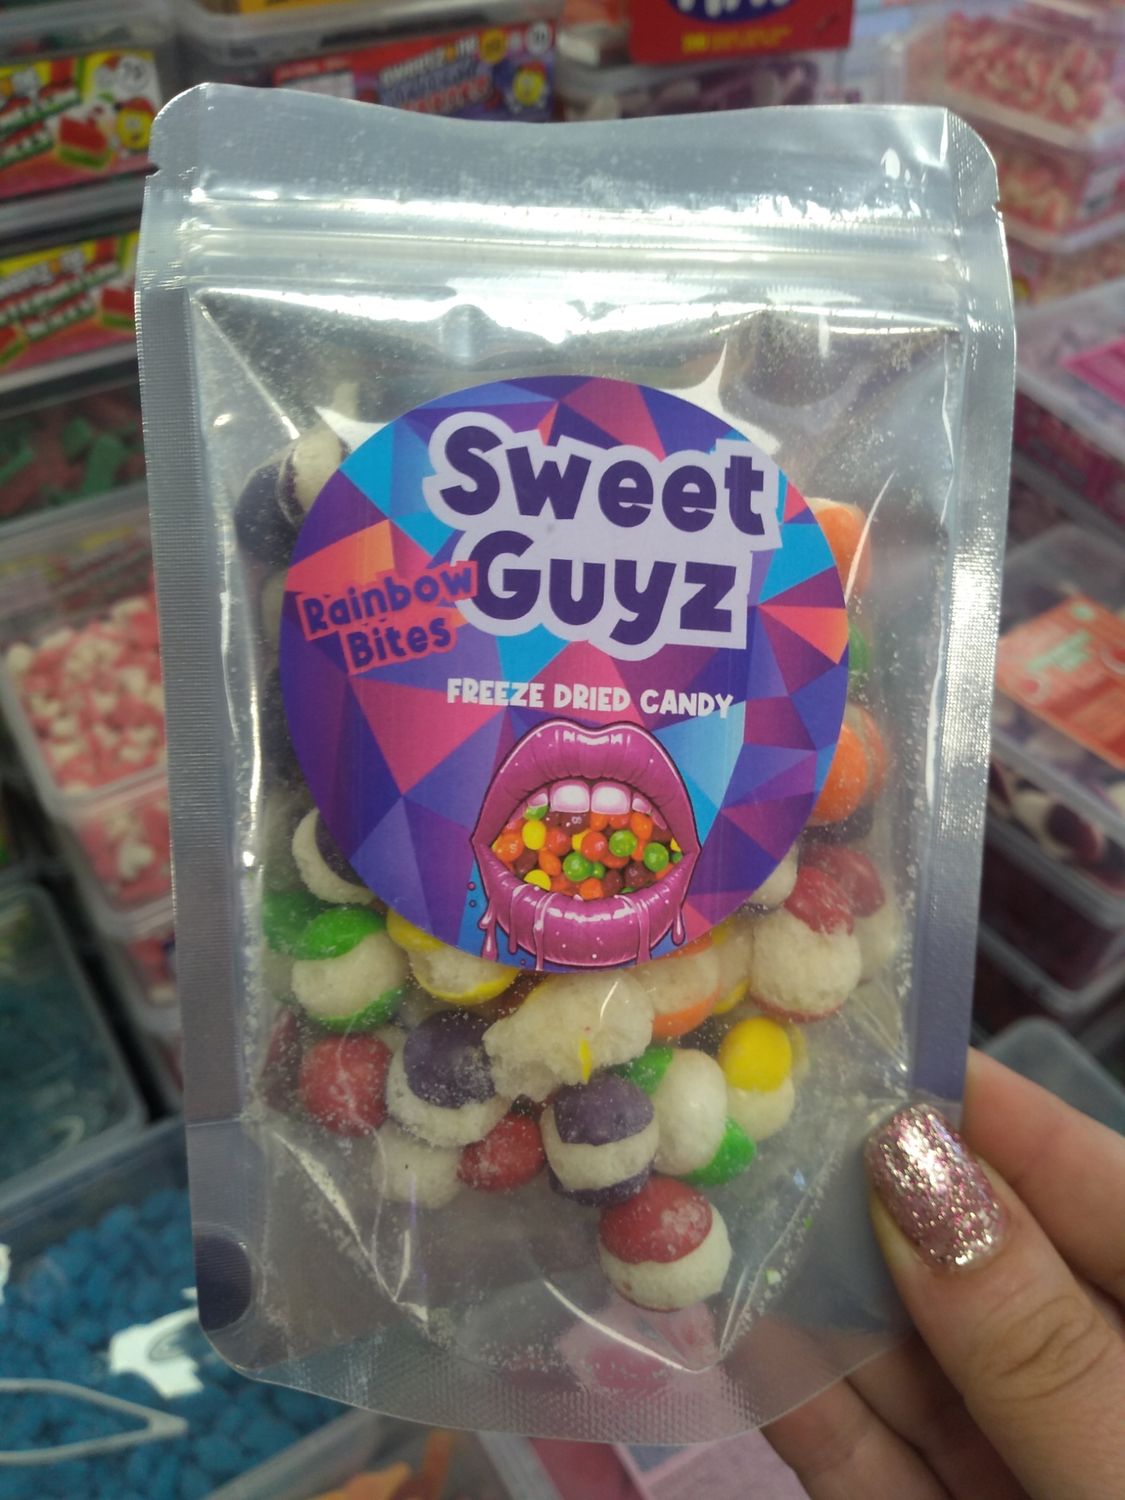 Sweet
Guyz
Rainbow
Bites
FREEZE DRIED CANDY